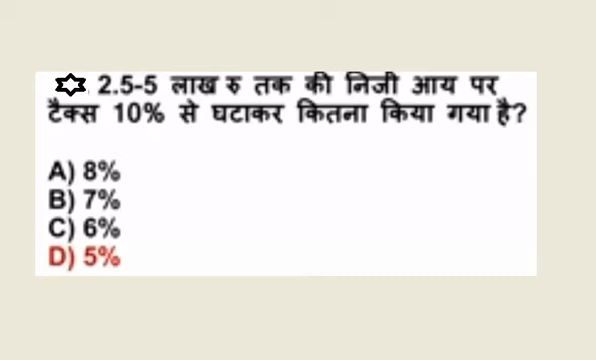 2.5-5 लाख रु तक की निजी आय पर
टैक्स 10% से घटाकर कितना किया गया है?
A) 8%
B) 7%
C) 6%
D) 5%